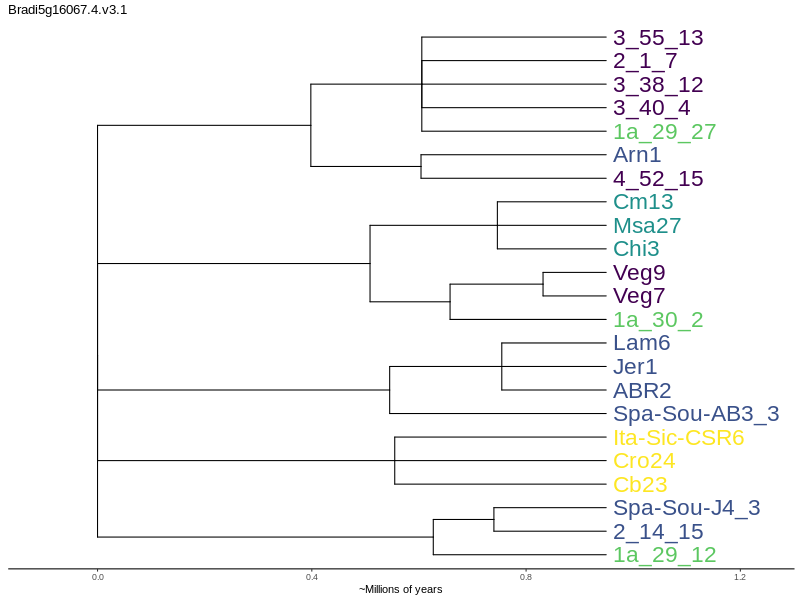 Bradi5g16067.4.v3.1
3_55_13
2_1_7
3_38_12
3_40_4
1a_29_27
Arn1
4_52_15
Cm13
Msa27
Chi3
Veg9
Veg7
1a_30_2
Lam6
Jer1
ABR2
Spa-Sou-AB3_3
Ita-Sic-CSR6
Cro24
Cb23
Spa-Sou-J4_3
2_14_15
1a_29_12
0.0 0.4 0.8 1.2
~Millions of years